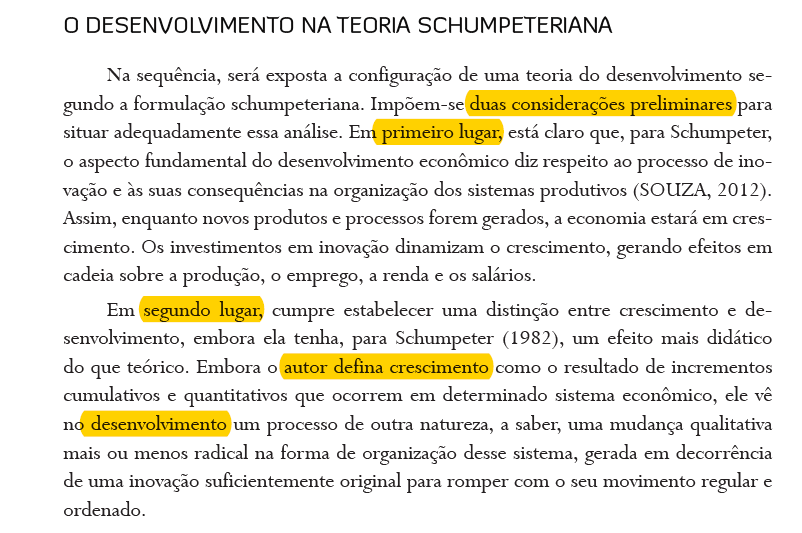 O DESENVOLVIMENTO NA TEORIA SCHUMPETERIANA
Na sequência, será exposta a configuração de uma teoria do desenvolvimento se-
gundo a formulação schumpeteriana. Impõem-se duas considerações preliminares para
situar adequadamente essa análise. Em primeiro lugar, está claro que, para Schumpeter,
o aspecto fundamental do desenvolvimento econômico diz respeito ao processo de ino-
vação e às suas consequências na organização dos sistemas produtivos (SOUZA, 2012).
Assim, enquanto novos produtos e processos forem gerados, a economia estará em cres-
cimento. Os investimentos em inovação dinamizam o crescimento, gerando efeitos em
cadeia sobre a produção, o emprego, a renda e os salários.
Em segundo lugar, cumpre estabelecer uma distinção entre crescimento e de-
senvolvimento, embora ela tenha, para Schumpeter (1982), um efeito mais didático
do que teórico. Embora o autor defina crescimento como o resultado de incrementos
cumulativos e quantitativos que ocorrem em determinado sistema econômico, ele vê
no desenvolvimento um processo de outra natureza, a saber, uma mudança qualitativa
mais ou menos radical na forma de organização desse sistema, gerada em decorrência
de uma inovação suficientemente original para romper com o seu movimento regular e
ordenado.